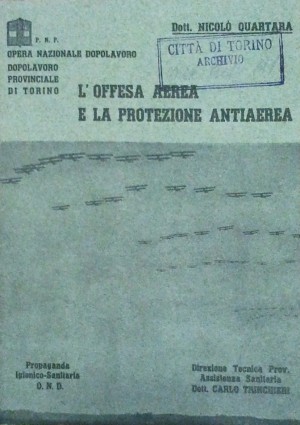 P. N. F.
OPERA NAZIONALE DOPOLAVORO
DOPOLAVORO
PROVINCIALE
DI TORINO
Dott. NICOLÓ QUARTARA
CITTÀ DI TORINO
ARCHIVIO
L'OFFESA AEREA
E LA PROTEZIONE ANTIAEREA
Propaganda
Igienico-Sanitaria
O. N. D.
Direzione Tecnica Prov.
Assistenza Sanitaria
Dott. CARLO TRINCHIERI